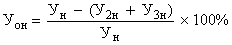 Уон = Ун − (У2н + У3н) / Ун × 100%